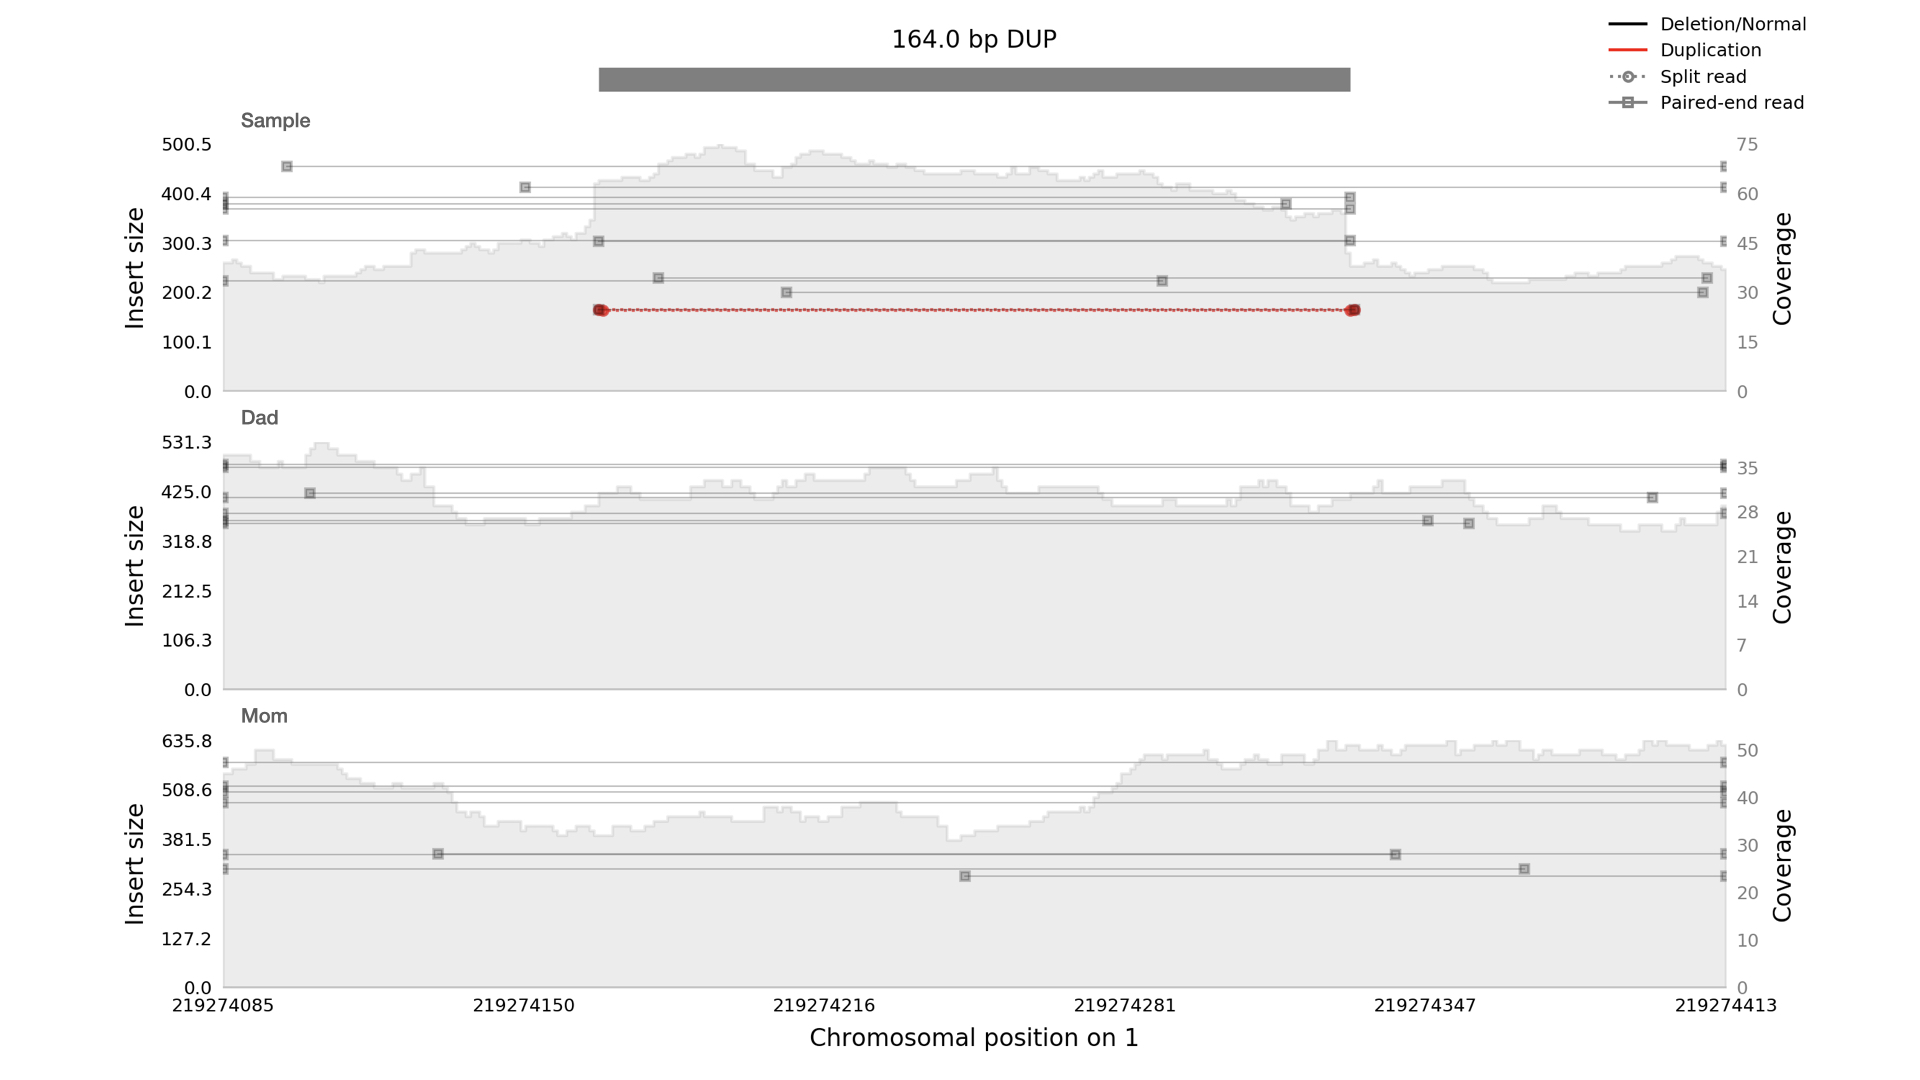 164.0 bp DUP
Deletion/Normal
Duplication
Split read
Paired-end read
Sample
500.5
400.4
300.3
200.2
100.1
0.0
Insert size
75
60
45
30
15
0
Coverage
Dad
531.3
425.0
318.8
212.5
106.3
0.0
Insert size
35
28
21
14
7
0
Coverage
Mom
635.8
508.6
381.5
254.3
127.2
0.0
Insert size
50
40
30
20
10
0
Coverage
219274085 219274150 219274216 219274281 219274347 219274413
Chromosomal position on 1